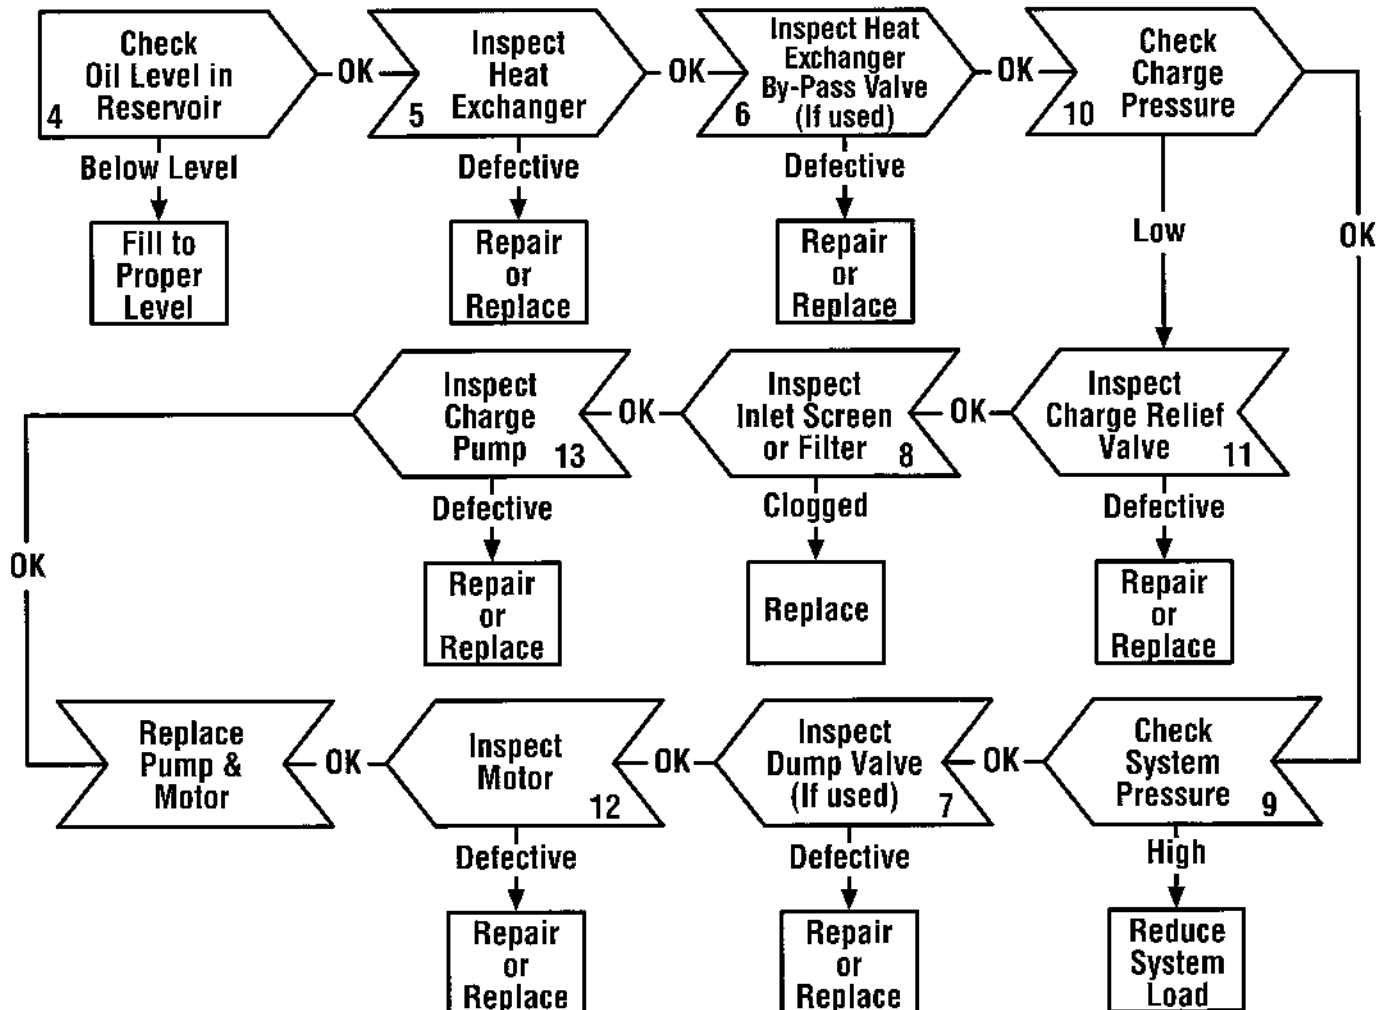 Check
Oil Level in
Reservoir
4
OK
Inspect
Heat
Exchanger
5
OK
Inspect Heat
Exchanger
By-Pass Valve
(If used)
6
OK
Check
Charge
Pressure
10
Below Level
Defective
Defective
Low
OK
Fill to
Proper
Level
Repair
or
Replace
Repair
or
Replace
Inspect
Charge
Pump
13
OK
Inspect
Inlet Screen
or Filter
8
OK
Inspect
Charge Relief
Valve
11
Defective
Clogged
Defective
OK
Repair
or
Replace
Replace
Repair
or
Replace
Replace
Pump &
Motor
OK
Inspect
Motor
12
OK
Inspect
Dump Valve
(If used)
7
OK
Check
System
Pressure
9
Defective
Defective
High
Repair
or
Replace
Repair
or
Replace
Reduce
System
Load